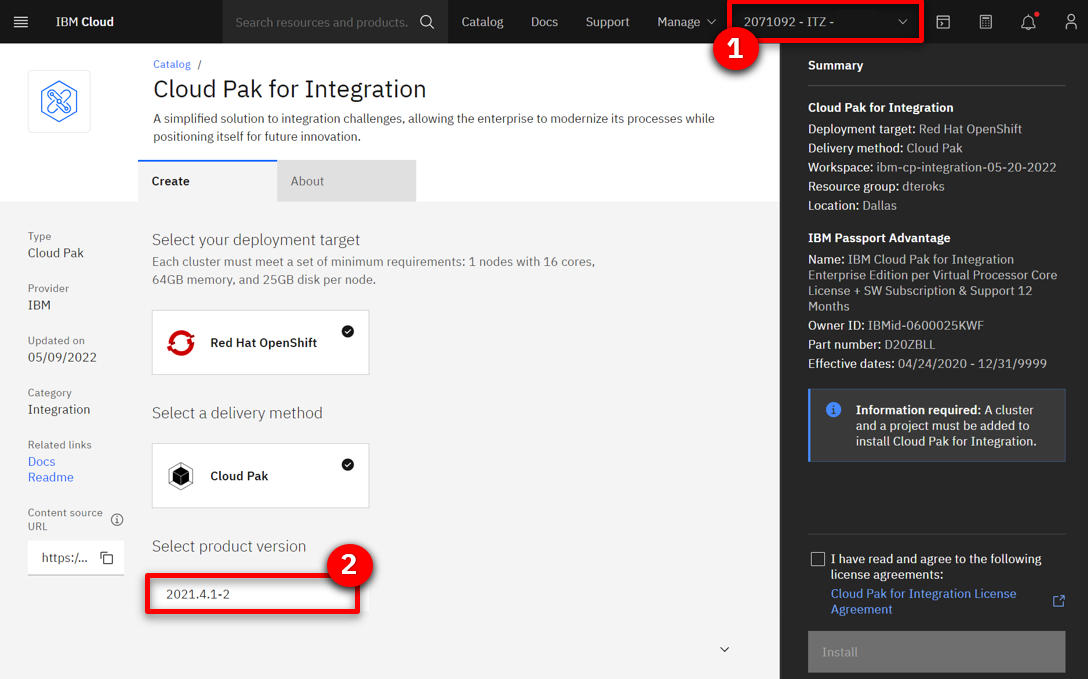 IBM Cloud
Search resources and products.
Catalog
Docs
Support
Manage
2071092 - ITZ -
1
Catalog /
Cloud Pak for Integration
A simplified solution to integration challenges, allowing the enterprise to modernize its processes while
positioning itself for future innovation.
Create
About
Type
Cloud Pak
Provider
IBM
Updated on
05/09/2022
Category
Integration
Related links
Docs
Readme
Content source
URL
https:/...
Select your deployment target
Each cluster must meet a set of minimum requirements: 1 nodes with 16 cores,
64GB memory, and 25GB disk per node.
Red Hat OpenShift
Select a delivery method
Cloud Pak
Select product version
2
2021.4.1-2
Summary
Cloud Pak for Integration
Deployment target: Red Hat OpenShift
Delivery method: Cloud Pak
Workspace: ibm-cp-integration-05-20-2022
Resource group: dteroks
Location: Dallas
IBM Passport Advantage
Name: IBM Cloud Pak for Integration
Enterprise Edition per Virtual Processor Core
License + SW Subscription & Support 12
Months
Owner ID: IBMid-0600025KWF
Part number: D20ZBLL
Effective dates: 04/24/2020 - 12/31/9999
Information required: A cluster
and a project must be added to
install Cloud Pak for Integration.
I have read and agree to the following
license agreements:
Cloud Pak for Integration License
Agreement
Install